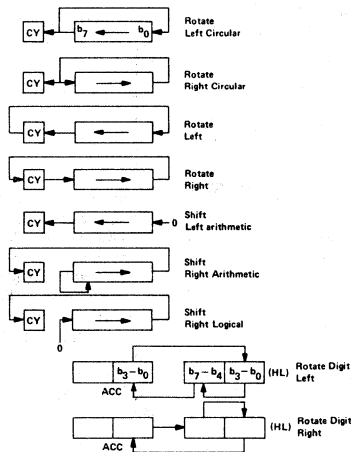 CY b₇ b₀ Rotate
Left Circular
CY Rotate
Right Circular
CY Rotate
Left
CY Rotate
Right
CY 0 Shift
Left arithmetic
CY Shift
Right Arithmetic
CY Shift
Right Logical
0
b₃–b₀ b₇–b₄ b₃–b₀ (HL) Rotate Digit
Left
ACC
(HL) Rotate Digit
Right
ACC